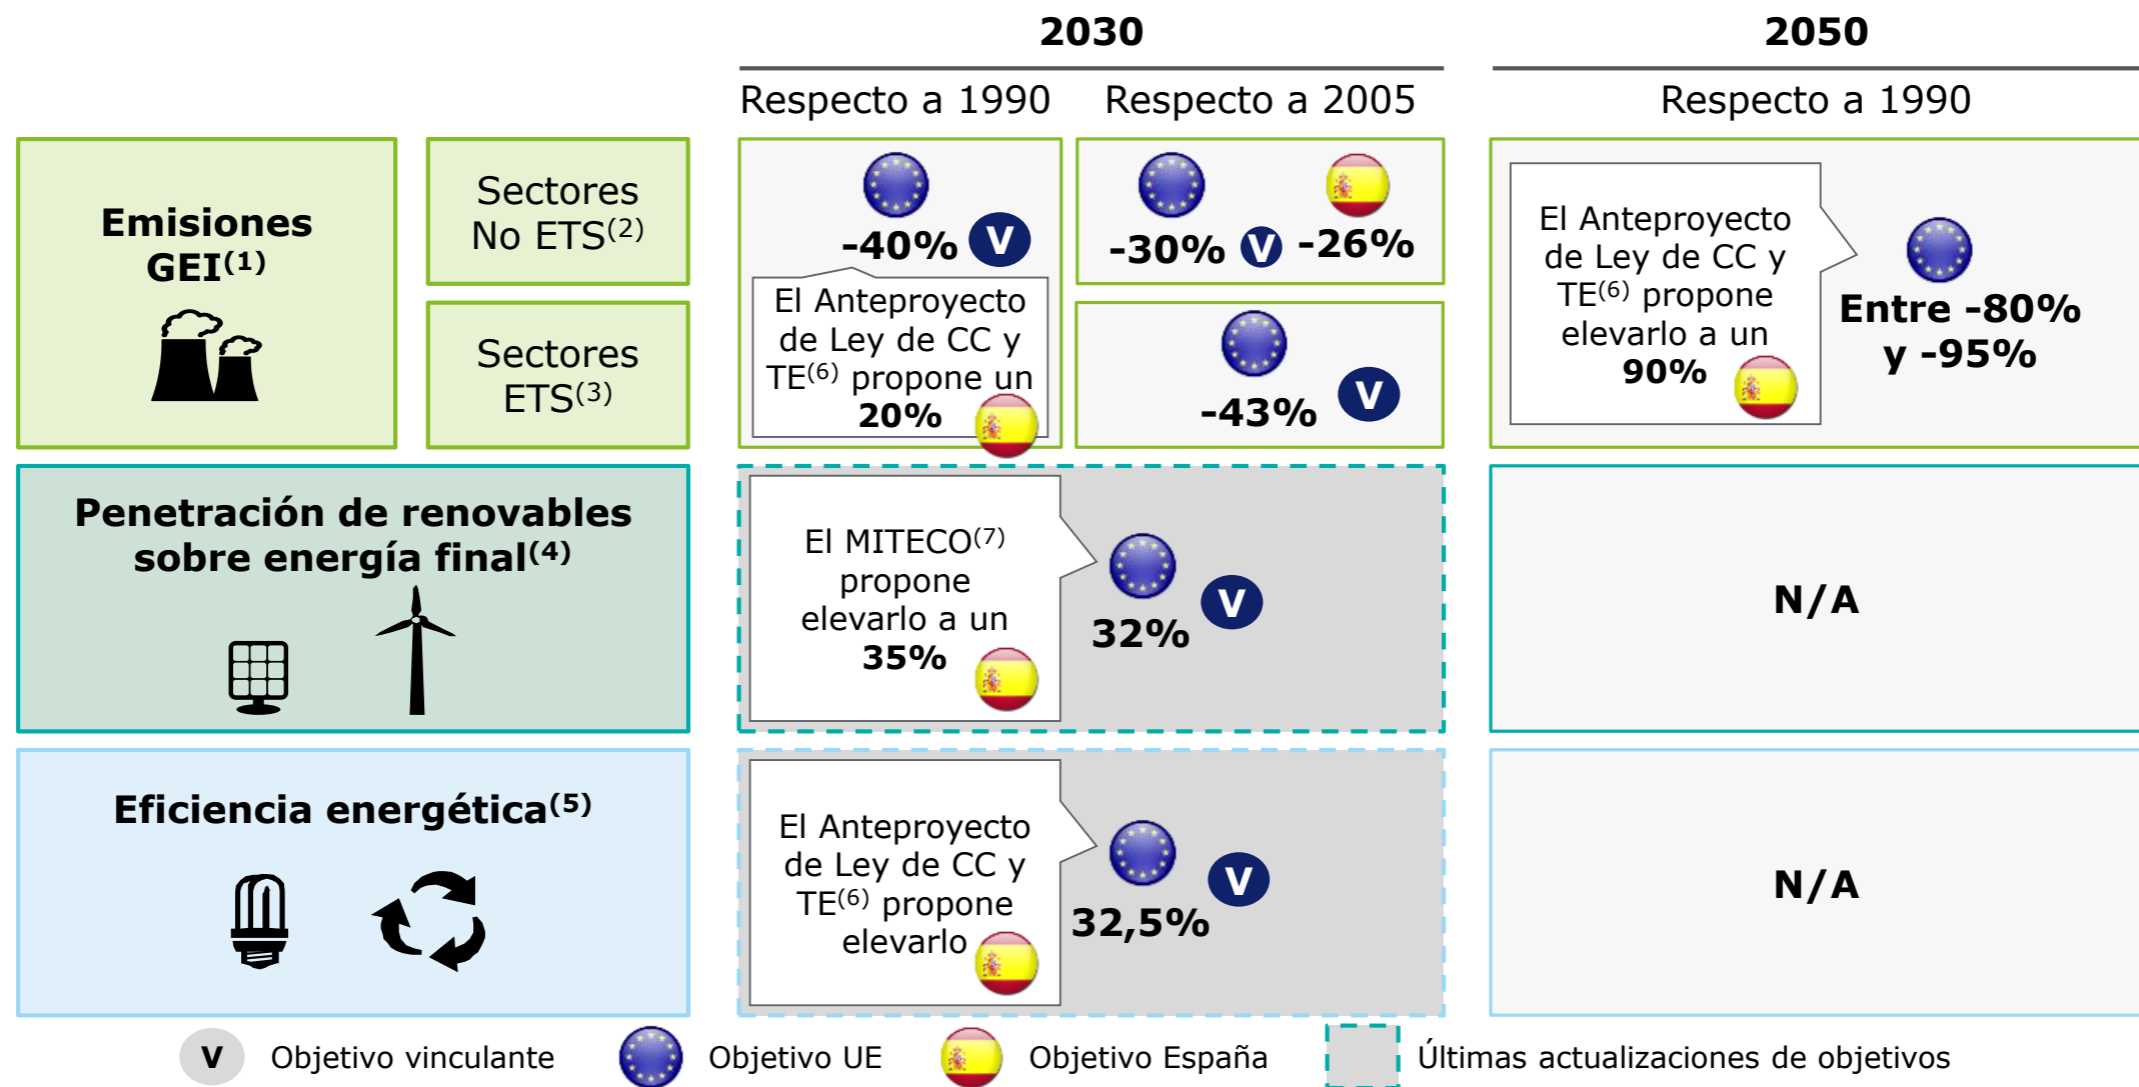 2030
2050
Respecto a 1990
Respecto a 2005
Respecto a 1990
Emisiones
GEI(1)
Sectores
No ETS(2)
Sectores
ETS(3)
-40% V
El Anteproyecto
de Ley de CC y
TE(6) propone un
20%
-30% V -26%
-43% V
El Anteproyecto
de Ley de CC y
TE(6) propone
elevarlo a un
90%
Entre -80%
y -95%
Penetración de renovables
sobre energía final(4)
El MITECO(7)
propone
elevarlo a un
35%
32% V
N/A
Eficiencia energética(5)
El Anteproyecto
de Ley de CC y
TE(6) propone
elevarlo
32,5% V
N/A
V Objetivo vinculante
Objetivo UE
Objetivo España
Últimas actualizaciones de objetivos